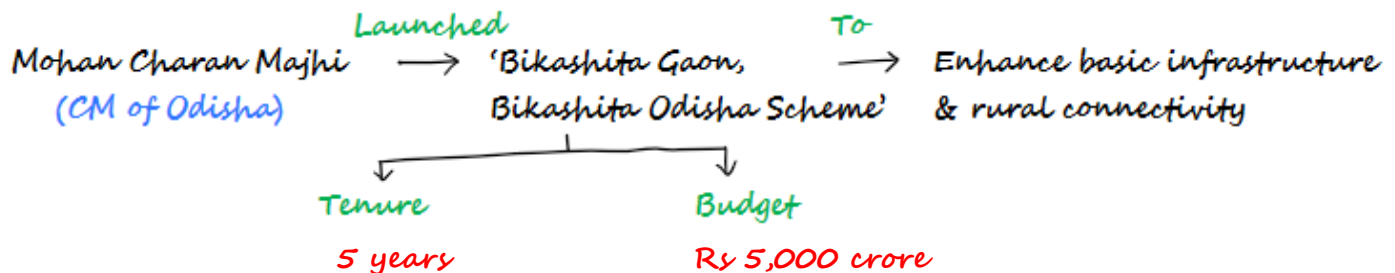 Launched To
Mohan Charan Majhi → 'Bikashita Gaon, → Enhance basic infrastructure
(CM of Odisha) Bikashita Odisha Scheme' & rural connectivity
Tenure Budget
5 years Rs 5,000 crore